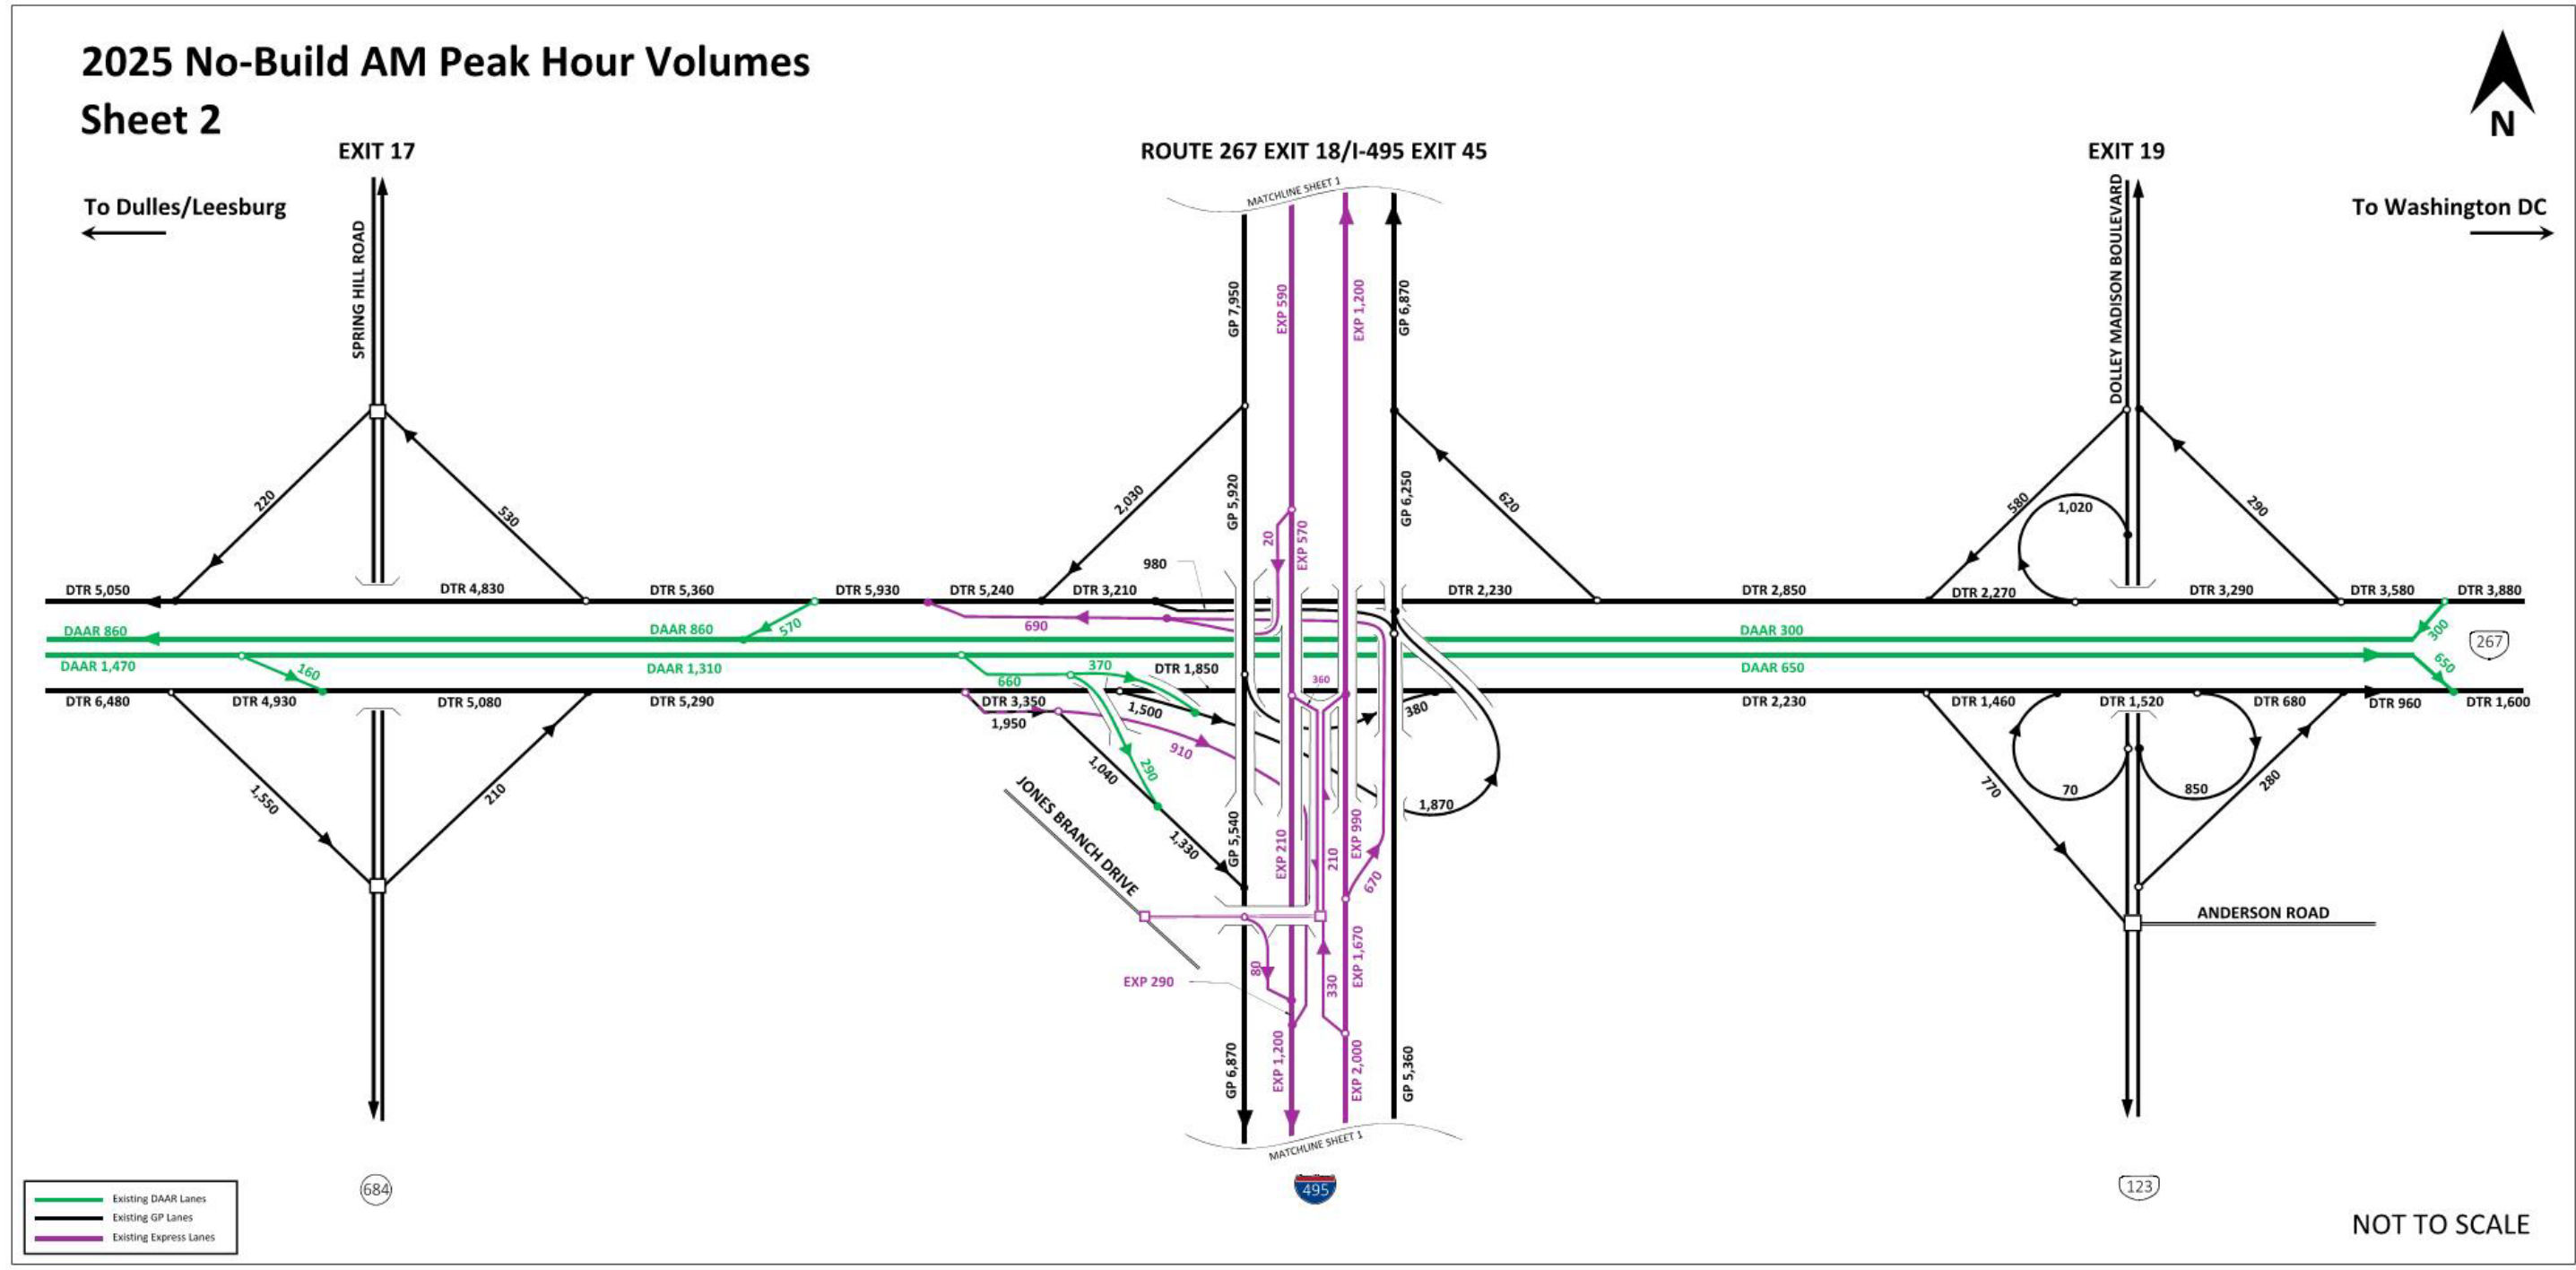 2025 No-Build AM Peak Hour Volumes
Sheet 2
N
EXIT 17
ROUTE 267 EXIT 18/I-495 EXIT 45
EXIT 19
To Dulles/Leesburg
To Washington DC
MATCHLINE SHEET 1
SPRING HILL ROAD
DOLLEY MADISON BOULEVARD
GP 7,950
EXP 590
EXP 1,200
GP 6,870
220
530
2,030
GP 5,920
20
EXP 570
GP 6,250
620
580
1,020
290
980
DTR 5,050
DTR 4,830
DTR 5,360
DTR 5,930
DTR 5,240
DTR 3,210
DTR 2,230
DTR 2,850
DTR 2,270
DTR 3,290
DTR 3,580
DTR 3,880
DAAR 860
DAAR 860
570
690
DAAR 300
300
267
DAAR 1,470
160
DAAR 1,310
660
370
DTR 1,850
360
DAAR 650
650
DTR 6,480
DTR 4,930
DTR 5,080
DTR 5,290
DTR 3,350
1,950
1,500
380
DTR 2,230
DTR 1,460
DTR 1,520
DTR 680
DTR 960
DTR 1,600
1,550
210
1,040
290
910
1,870
770
70
850
280
JONES BRANCH DRIVE
1,330
GP 5,540
EXP 210
210
EXP 990
670
ANDERSON ROAD
EXP 290
80
330
EXP 1,670
GP 6,870
EXP 1,200
EXP 2,000
GP 5,360
MATCHLINE SHEET 1
684
495
123
Existing DAAR Lanes
Existing GP Lanes
Existing Express Lanes
NOT TO SCALE